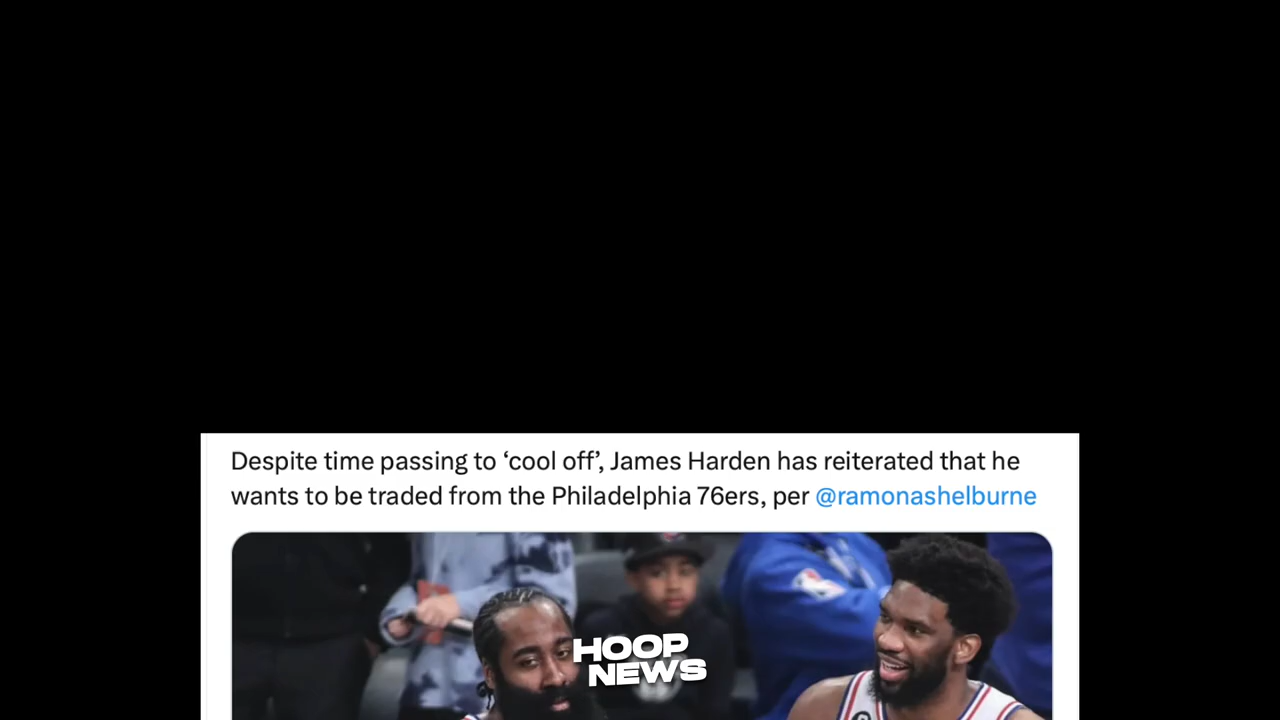 Despite time passing to ‘cool off’, James Harden has reiterated that he
wants to be traded from the Philadelphia 76ers, per @ramonashelburne
HOOP
NEWS